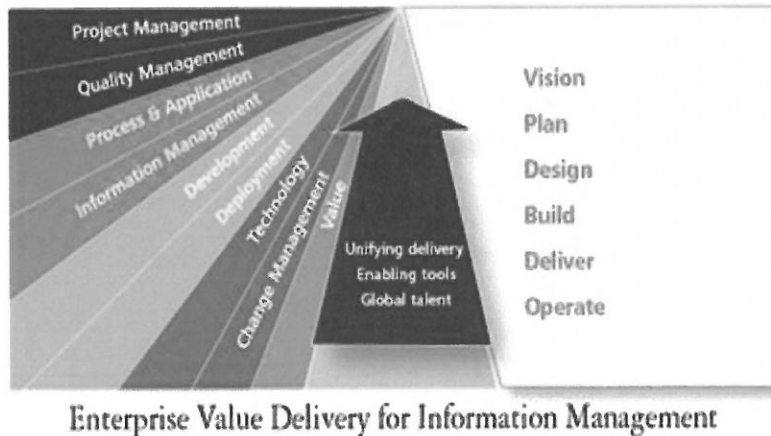 Project Management
Quality Management
Process & Application
Information Management
Development
Deployment
Technology
Change Management
Value
Unifying delivery
Enabling tools
Global talent
Vision
Plan
Design
Build
Deliver
Operate
Enterprise Value Delivery for Information Management